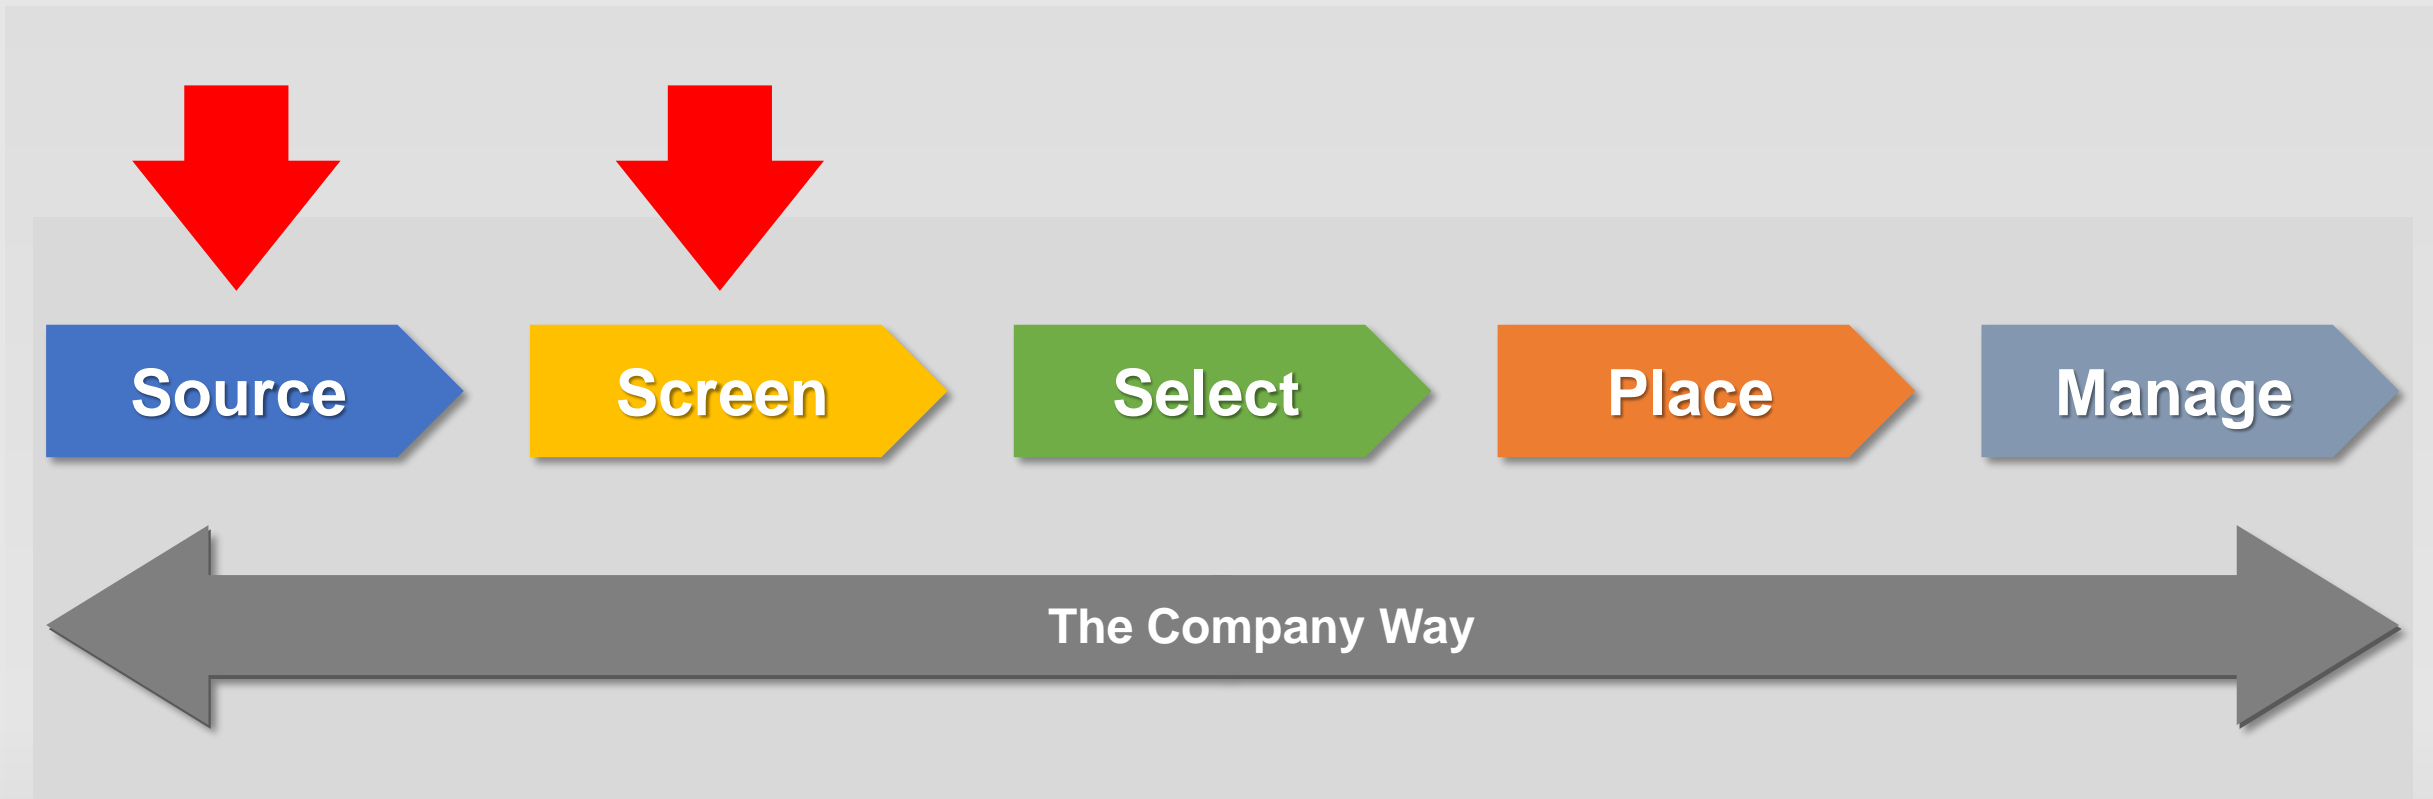 Source
Screen
Select
Place
Manage
The Company Way